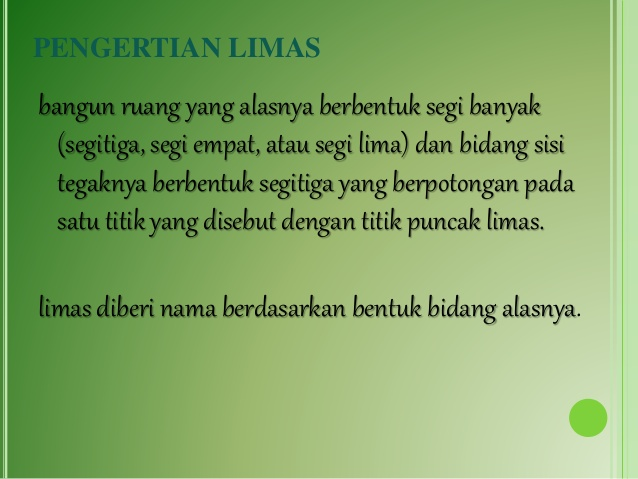 PENGERTIAN LIMAS
bangun ruang yang alasnya berbentuk segi banyak
(segitiga, segi empat, atau segi lima) dan bidang sisi
tegaknya berbentuk segitiga yang berpotongan pada
satu titik yang disebut dengan titik puncak limas.
limas diberi nama berdasarkan bentuk bidang alasnya.